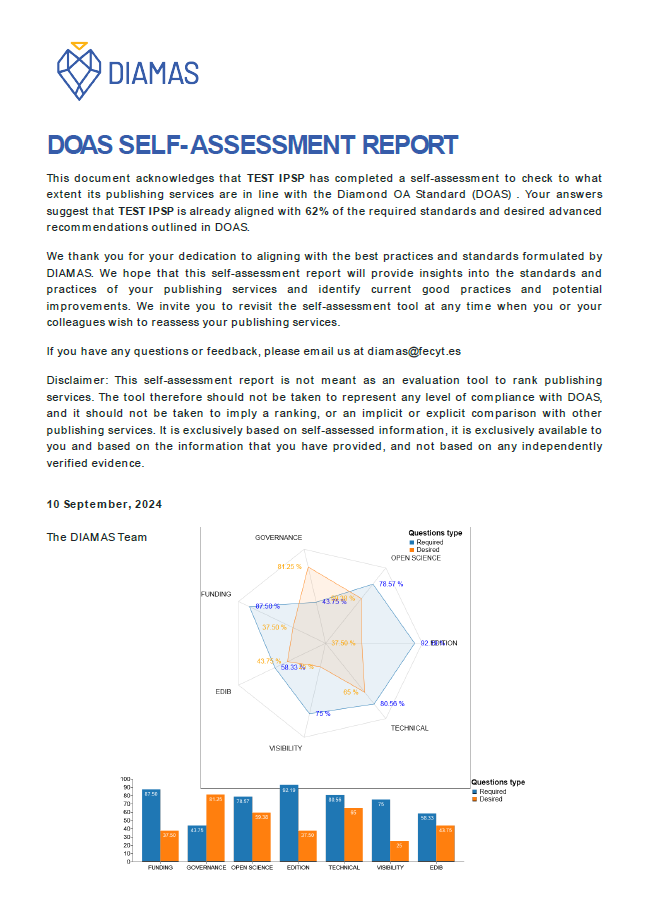 DIAMAS
DOAS SELF-ASSESSMENT REPORT
This document acknowledges that TEST IPSP has completed a self-assessment to check to what
extent its publishing services are in line with the Diamond OA Standard (DOAS) . Your answers
suggest that TEST IPSP is already aligned with 62% of the required standards and desired advanced
recommendations outlined in DOAS.
We thank you for your dedication to aligning with the best practices and standards formulated by
DIAMAS. We hope that this self-assessment report will provide insights into the standards and
practices of your publishing services and identify current good practices and potential
improvements. We invite you to revisit the self-assessment tool at any time when you or your
colleagues wish to reassess your publishing services.
If you have any questions or feedback, please email us at diamas@fecyt.es
Disclaimer: This self-assessment report is not meant as an evaluation tool to rank publishing
services. The tool therefore should not be taken to represent any level of compliance with DOAS,
and it should not be taken to imply a ranking, or an implicit or explicit comparison with other
publishing services. It is exclusively based on self-assessed information, it is exclusively available to
you and based on the information that you have provided, and not based on any independently
verified evidence.
10 September, 2024
The DIAMAS Team
Questions type
Required
Desired
GOVERNANCE
OPEN SCIENCE
81.25 %
78.57 %
FUNDING
87.50 %
43.75 %
37.50 %
37.50 %
EDITION
43.75 %
58.33 %
EDIB
65 %
80.56 %
75 %
TECHNICAL
VISIBILITY
Questions type
Required
Desired
100
90
80
70
60
50
40
30
20
10
0
87.50
37.50
43.75
81.25
78.57
59.38
92.19
37.50
80.56
65
75
25
58.33
43.75
FUNDING GOVERNANCE OPEN SCIENCE EDITION TECHNICAL VISIBILITY EDIB